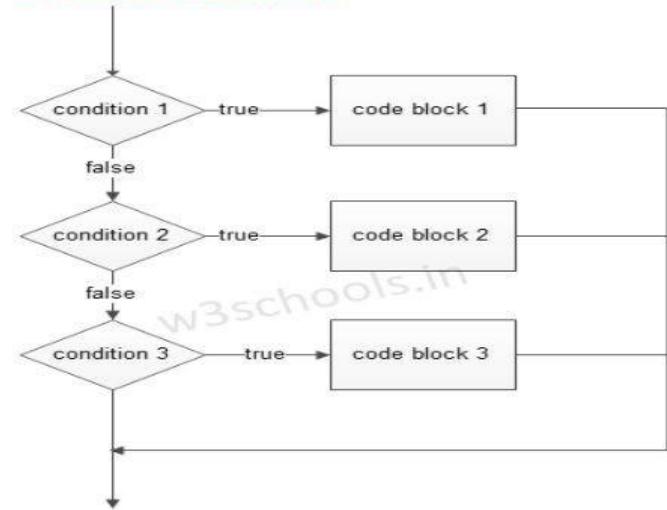 condition 1 true code block 1
false
condition 2 true code block 2
false
w3schools.in
condition 3 true code block 3